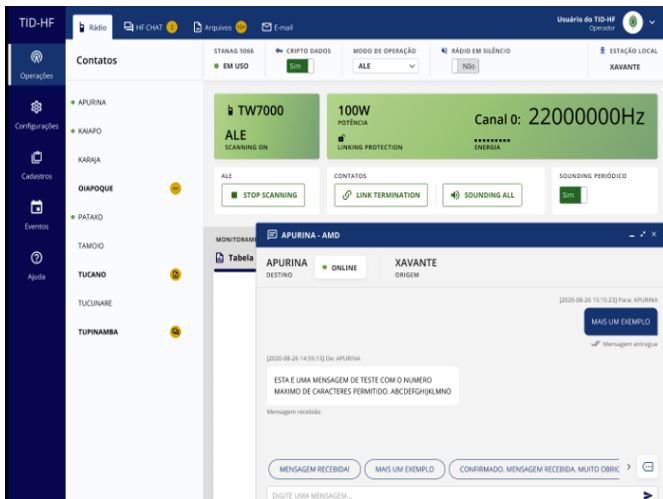 TID-HF
Rádio
HF CHAT 2
Arquivos 10+
E-mail
Usuário do TID-HF
Operador
Operações
Configurações
Cadastros
Eventos
Ajuda
Contatos
APURINA
KAIAPO
KARAJA
OIAPOQUE
PATAXO
TAMOIO
TUCANO
TUCUNARE
TUPINAMBA
STANAG 5066
EM USO
CRIPTO DADOS
Sim
MODO DE OPERAÇÃO
ALE
RÁDIO EM SILÊNCIO
Não
ESTAÇÃO LOCAL
XAVANTE
TW7000
ALE
SCANNING ON
100W
POTÊNCIA
LINKING PROTECTION
Canal 0: 22000000Hz
ENERGIA
ALE
STOP SCANNING
CONTATOS
LINK TERMINATION
SOUNDING ALL
SOUNDING PERIÓDICO
Sim
MONITORAM
Tabela
APURINA - AMD
APURINA
DESTINO
ONLINE
XAVANTE
ORIGEM
[2020-08-26 15:15:23] Para: APURINA
MAIS UM EXEMPLO
Mensagem entregue
[2020-08-26 14:55:13] De: APURINA
ESTA E UMA MENSAGEM DE TESTE COM O NUMERO
MAXIMO DE CARACTERES PERMITIDO. ABCDEFGHIJKLMNO
Mensagem recebida
MENSAGEM RECEBIDA!
MAIS UM EXEMPLO
CONFIRMADO. MENSAGEM RECEBIDA. MUITO OBRIG
DIGITE UMA MENSAGEM...